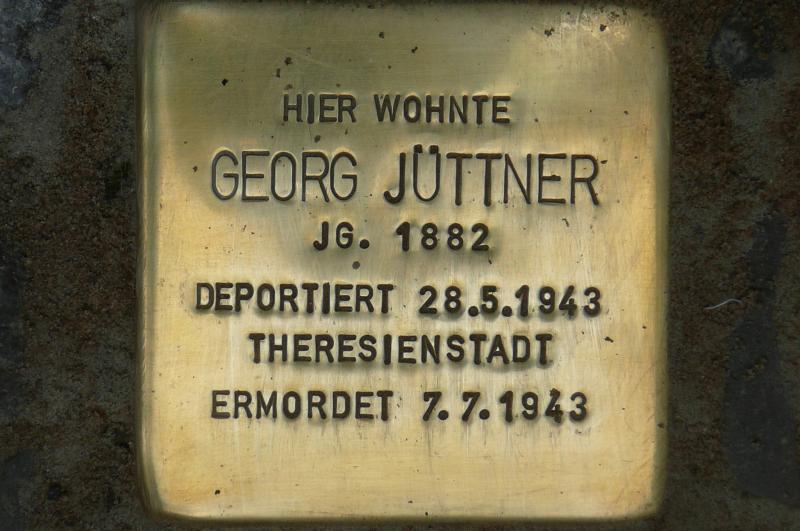 HIER WOHNTE
GEORG JÜTTNER
JG. 1882
DEPORTIERT 28.5.1943
THERESIENSTADT
ERMORDET 7.7.1943